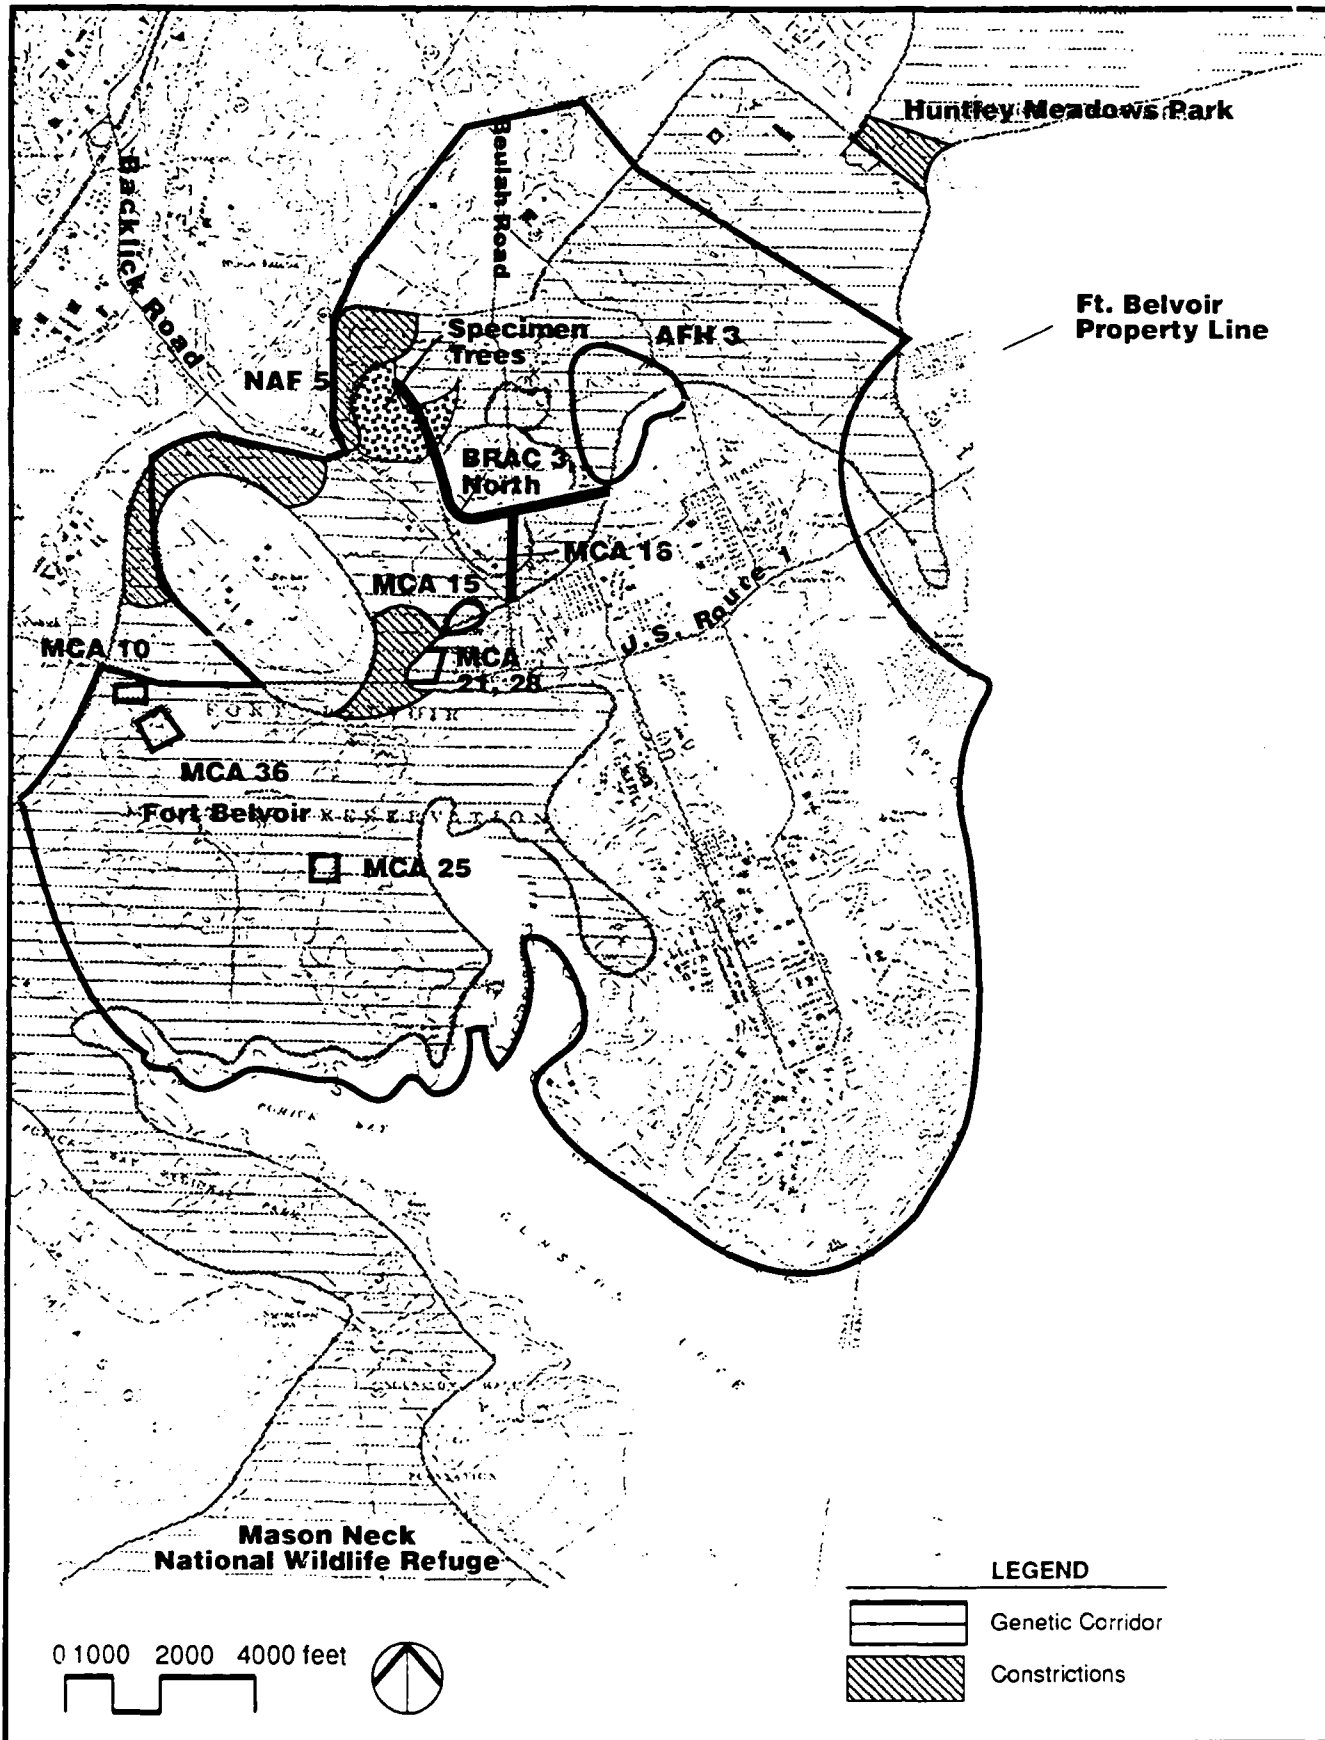 Huntley Meadows Park
Beulah Road
Backlick Road
Ft. Belvoir
Property Line
Specimen
Trees
AFH 3
NAF 5
BRAC 3,
North
MCA 16
MCA 15
U.S. Route 1
MCA 10
MCA
21, 28
MCA 36
Fort Belvoir
RESERVATION
MCA 25
BAY
Mason Neck
National Wildlife Refuge
LEGEND
Genetic Corridor
Constrictions
0 1000 2000 4000 feet